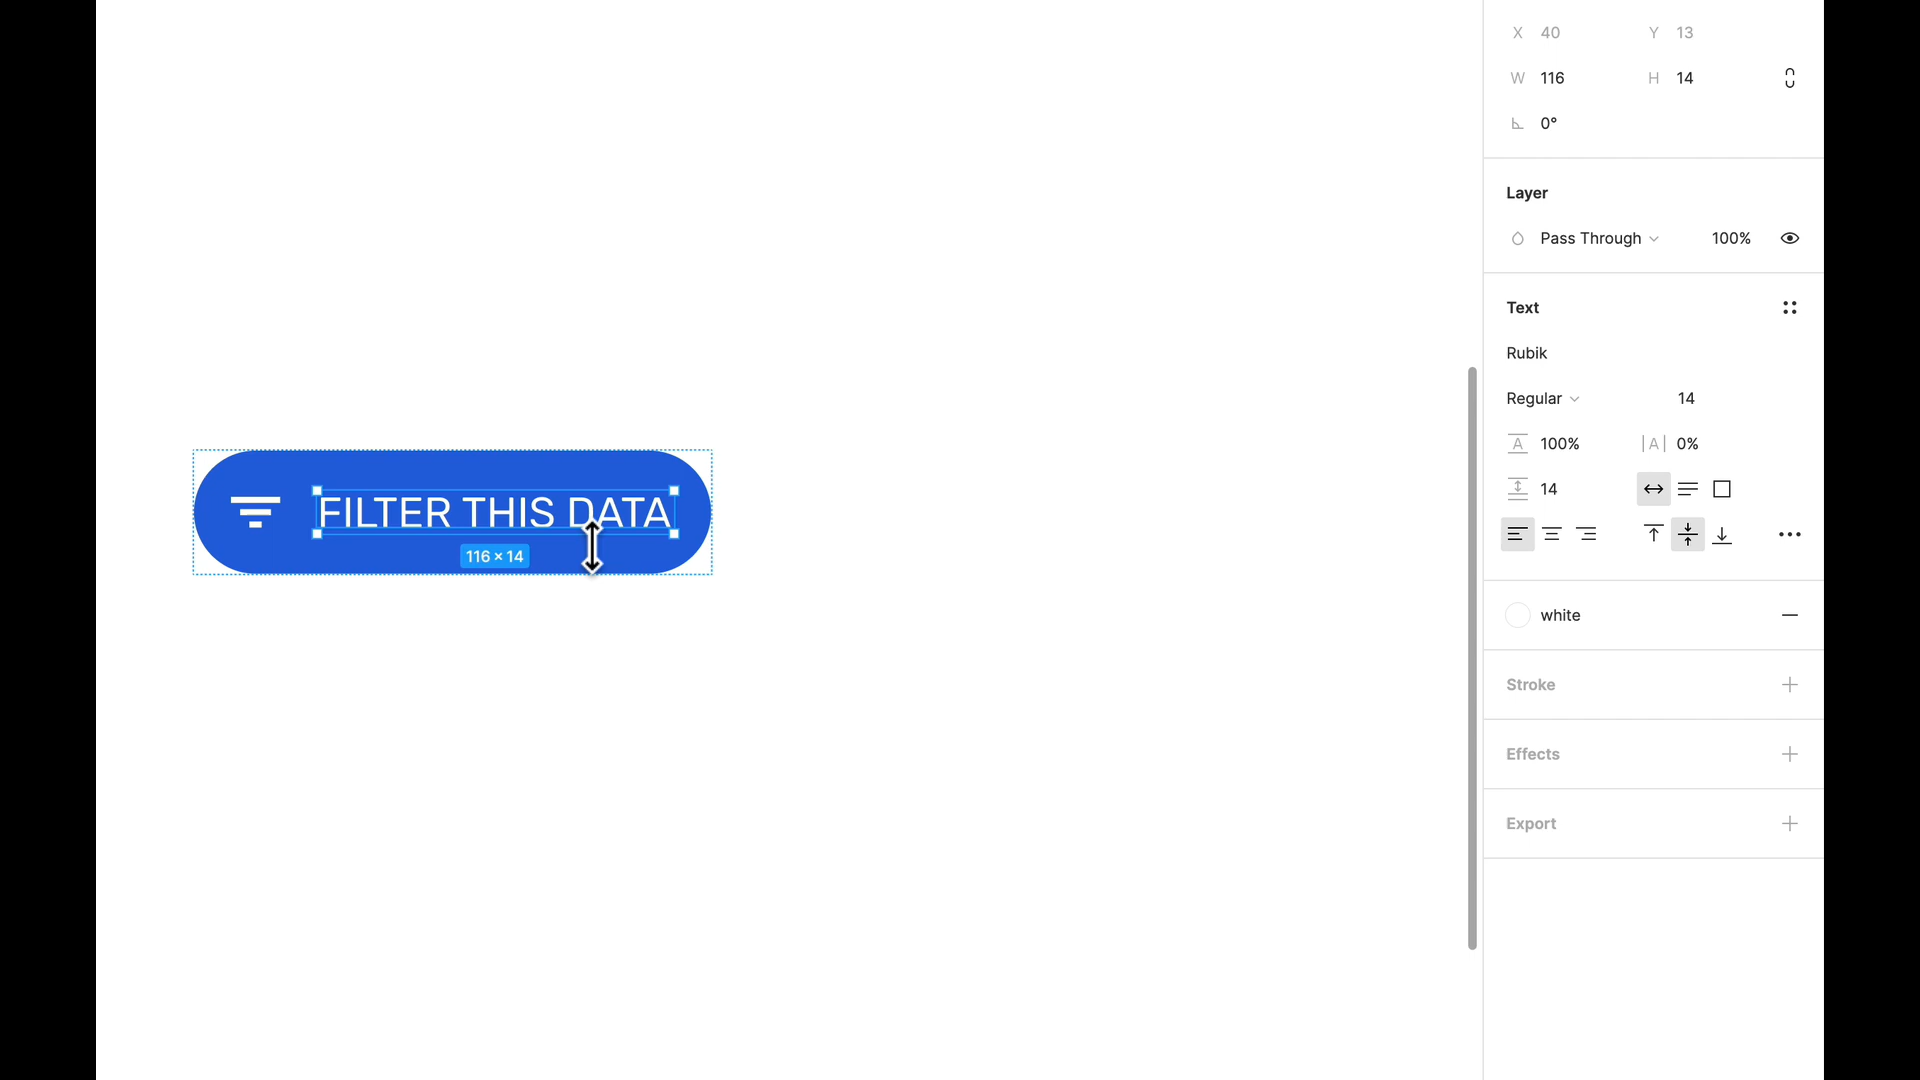 X 40 Y 13
W 116 H 14
0°
Layer
Pass Through 100%
Text
Rubik
Regular 14
A 100% |A| 0%
14
FILTER THIS DATA
116 × 14
white
Stroke
Effects
Export